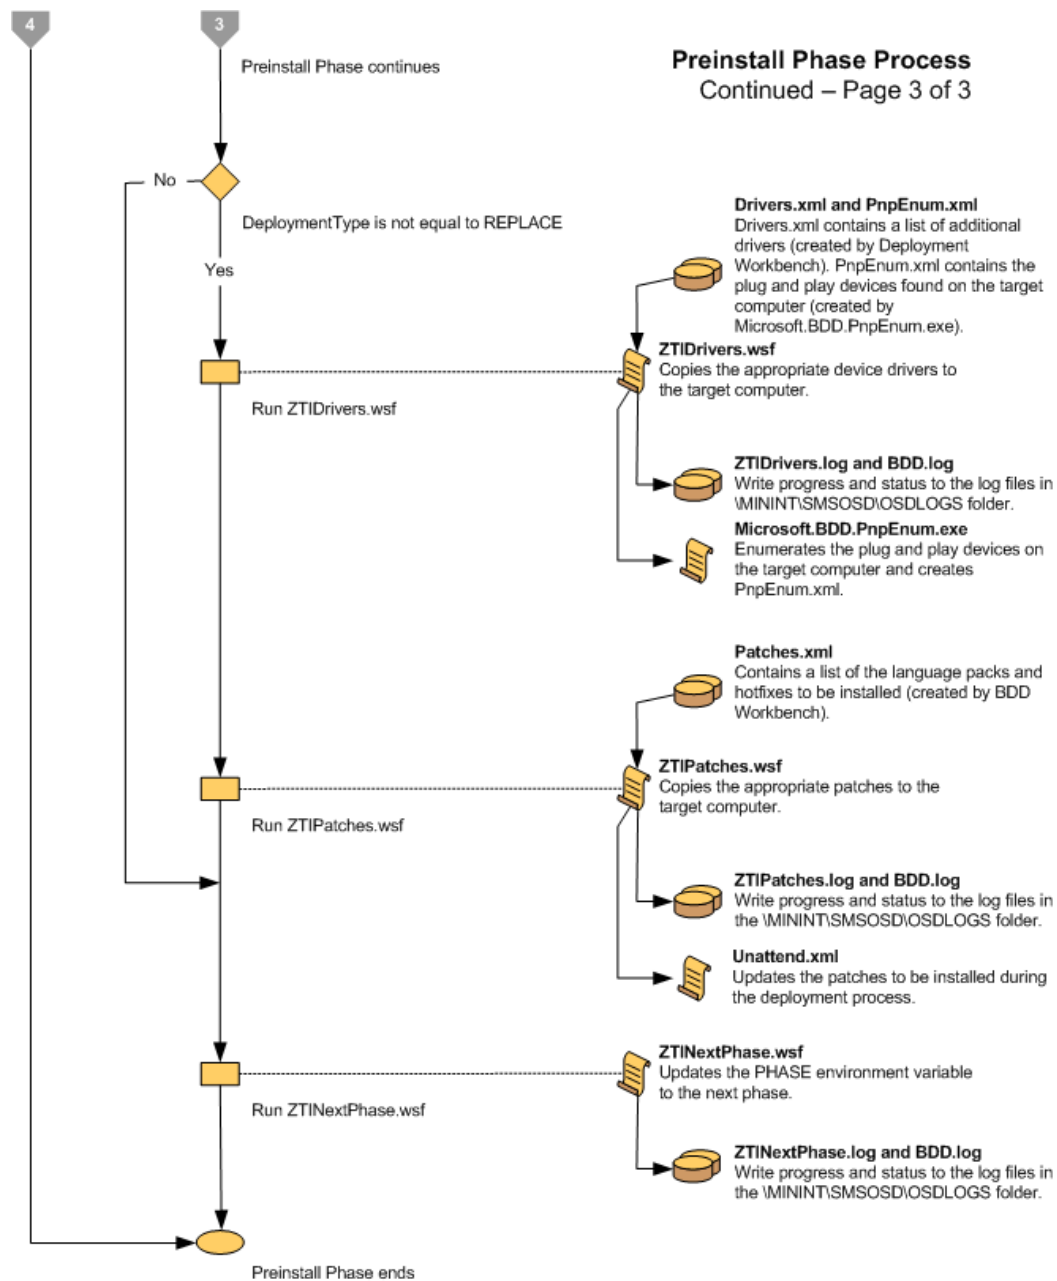 4
3
Preinstall Phase continues
Preinstall Phase Process
Continued – Page 3 of 3
No
DeploymentType is not equal to REPLACE
Yes
Drivers.xml and PnpEnum.xml
Drivers.xml contains a list of additional
drivers (created by Deployment
Workbench). PnpEnum.xml contains the
plug and play devices found on the target
computer (created by
Microsoft.BDD.PnpEnum.exe).
ZTIDrivers.wsf
Copies the appropriate device drivers to
the target computer.
Run ZTIDrivers.wsf
ZTIDrivers.log and BDD.log
Write progress and status to the log files in
\MININT\SMSOSD\OSDLOGS folder.
Microsoft.BDD.PnpEnum.exe
Enumerates the plug and play devices on
the target computer and creates
PnpEnum.xml.
Patches.xml
Contains a list of the language packs and
hotfixes to be installed (created by BDD
Workbench).
ZTIPatches.wsf
Copies the appropriate patches to the
target computer.
Run ZTIPatches.wsf
ZTIPatches.log and BDD.log
Write progress and status to the log files in
the \MININT\SMSOSD\OSDLOGS folder.
Unattend.xml
Updates the patches to be installed during
the deployment process.
ZTINextPhase.wsf
Updates the PHASE environment variable
to the next phase.
Run ZTINextPhase.wsf
ZTINextPhase.log and BDD.log
Write progress and status to the log files in
the \MININT\SMSOSD\OSDLOGS folder.
Preinstall Phase ends